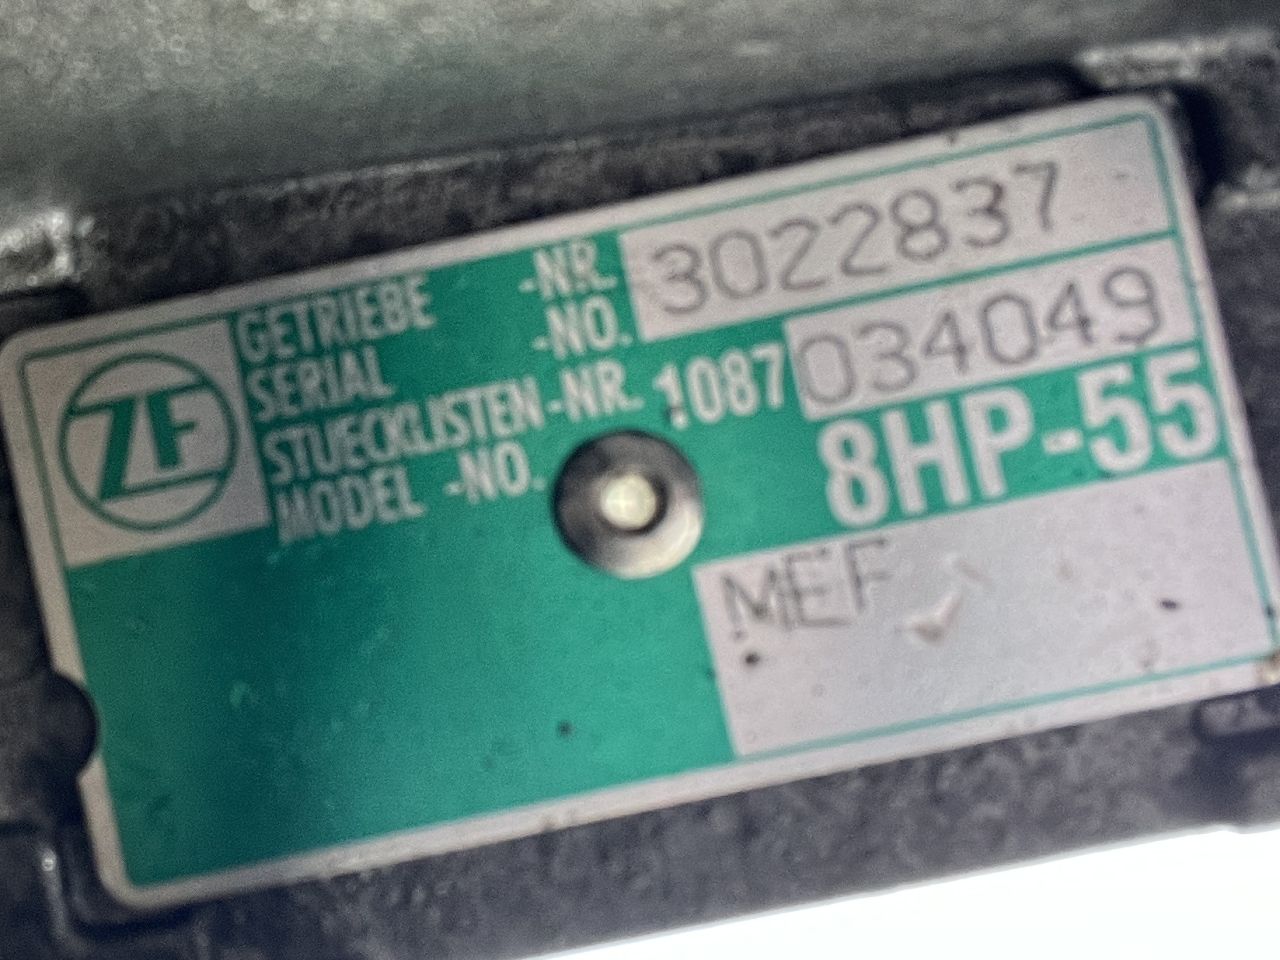 ZF
GETRIEBE -NR. 3022837
SERIAL -NO.
STUECKLISTEN-NR. 1087 034049
MODEL -NO. 8HP-55
MEF